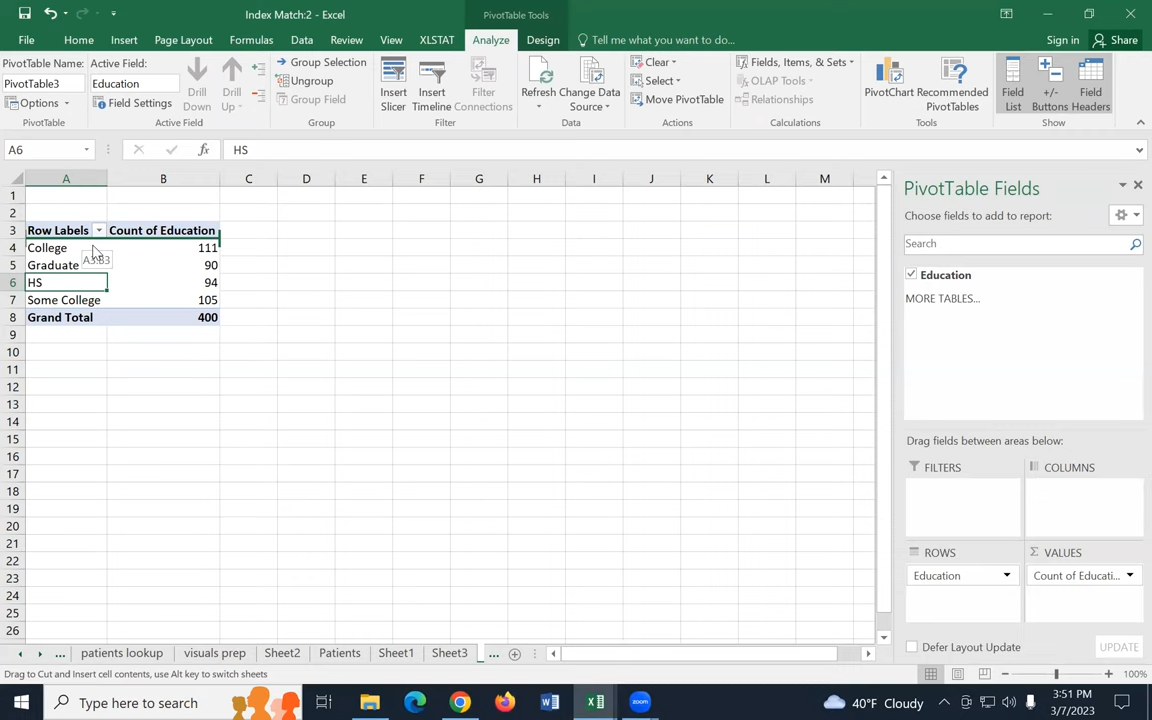 Index Match:2 - Excel
PivotTable Tools
File Home Insert Page Layout Formulas Data Review View XLSTAT Analyze Design Tell me what you want to do... Sign in Share
PivotTable Name:
PivotTable3
Options
PivotTable
Active Field:
Education
Field Settings
Drill Down
Drill Up
Active Field
Group Selection
Ungroup
Group Field
Group
Insert Slicer
Insert Timeline
Filter Connections
Filter
Refresh
Change Data Source
Data
Clear
Select
Move PivotTable
Actions
Fields, Items, & Sets
OLAP Tools
Relationships
Calculations
PivotChart
Recommended PivotTables
Tools
Field List
+/- Buttons
Field Headers
Show
A6
fx
HS
A B C D E F G H I J K L M
1
2
3 Row Labels Count of Education
4 College 111
A3:B3
5 Graduate 90
6 HS 94
7 Some College 105
8 Grand Total 400
9
10
11
12
13
14
15
16
17
18
19
20
21
22
23
24
25
26
PivotTable Fields
Choose fields to add to report:
Search
Education
MORE TABLES...
Drag fields between areas below:
FILTERS
COLUMNS
ROWS
Σ VALUES
Education
Count of Educati...
Defer Layout Update
UPDATE
... patients lookup visuals prep Sheet2 Patients Sheet1 Sheet3 ...
Drag to Cut and Insert cell contents, use Alt key to switch sheets
100%
Type here to search
zoom
40°F Cloudy
3:51 PM
3/7/2023